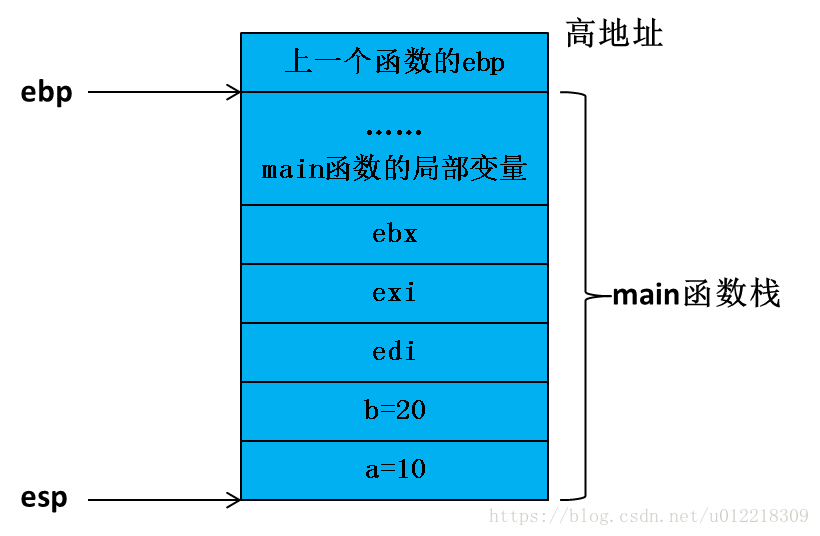 高地址
上一个函数的ebp
ebp
......
main函数的局部变量
ebx
exi
main函数栈
edi
b=20
a=10
esp
https://blog.csdn.net/u012218309